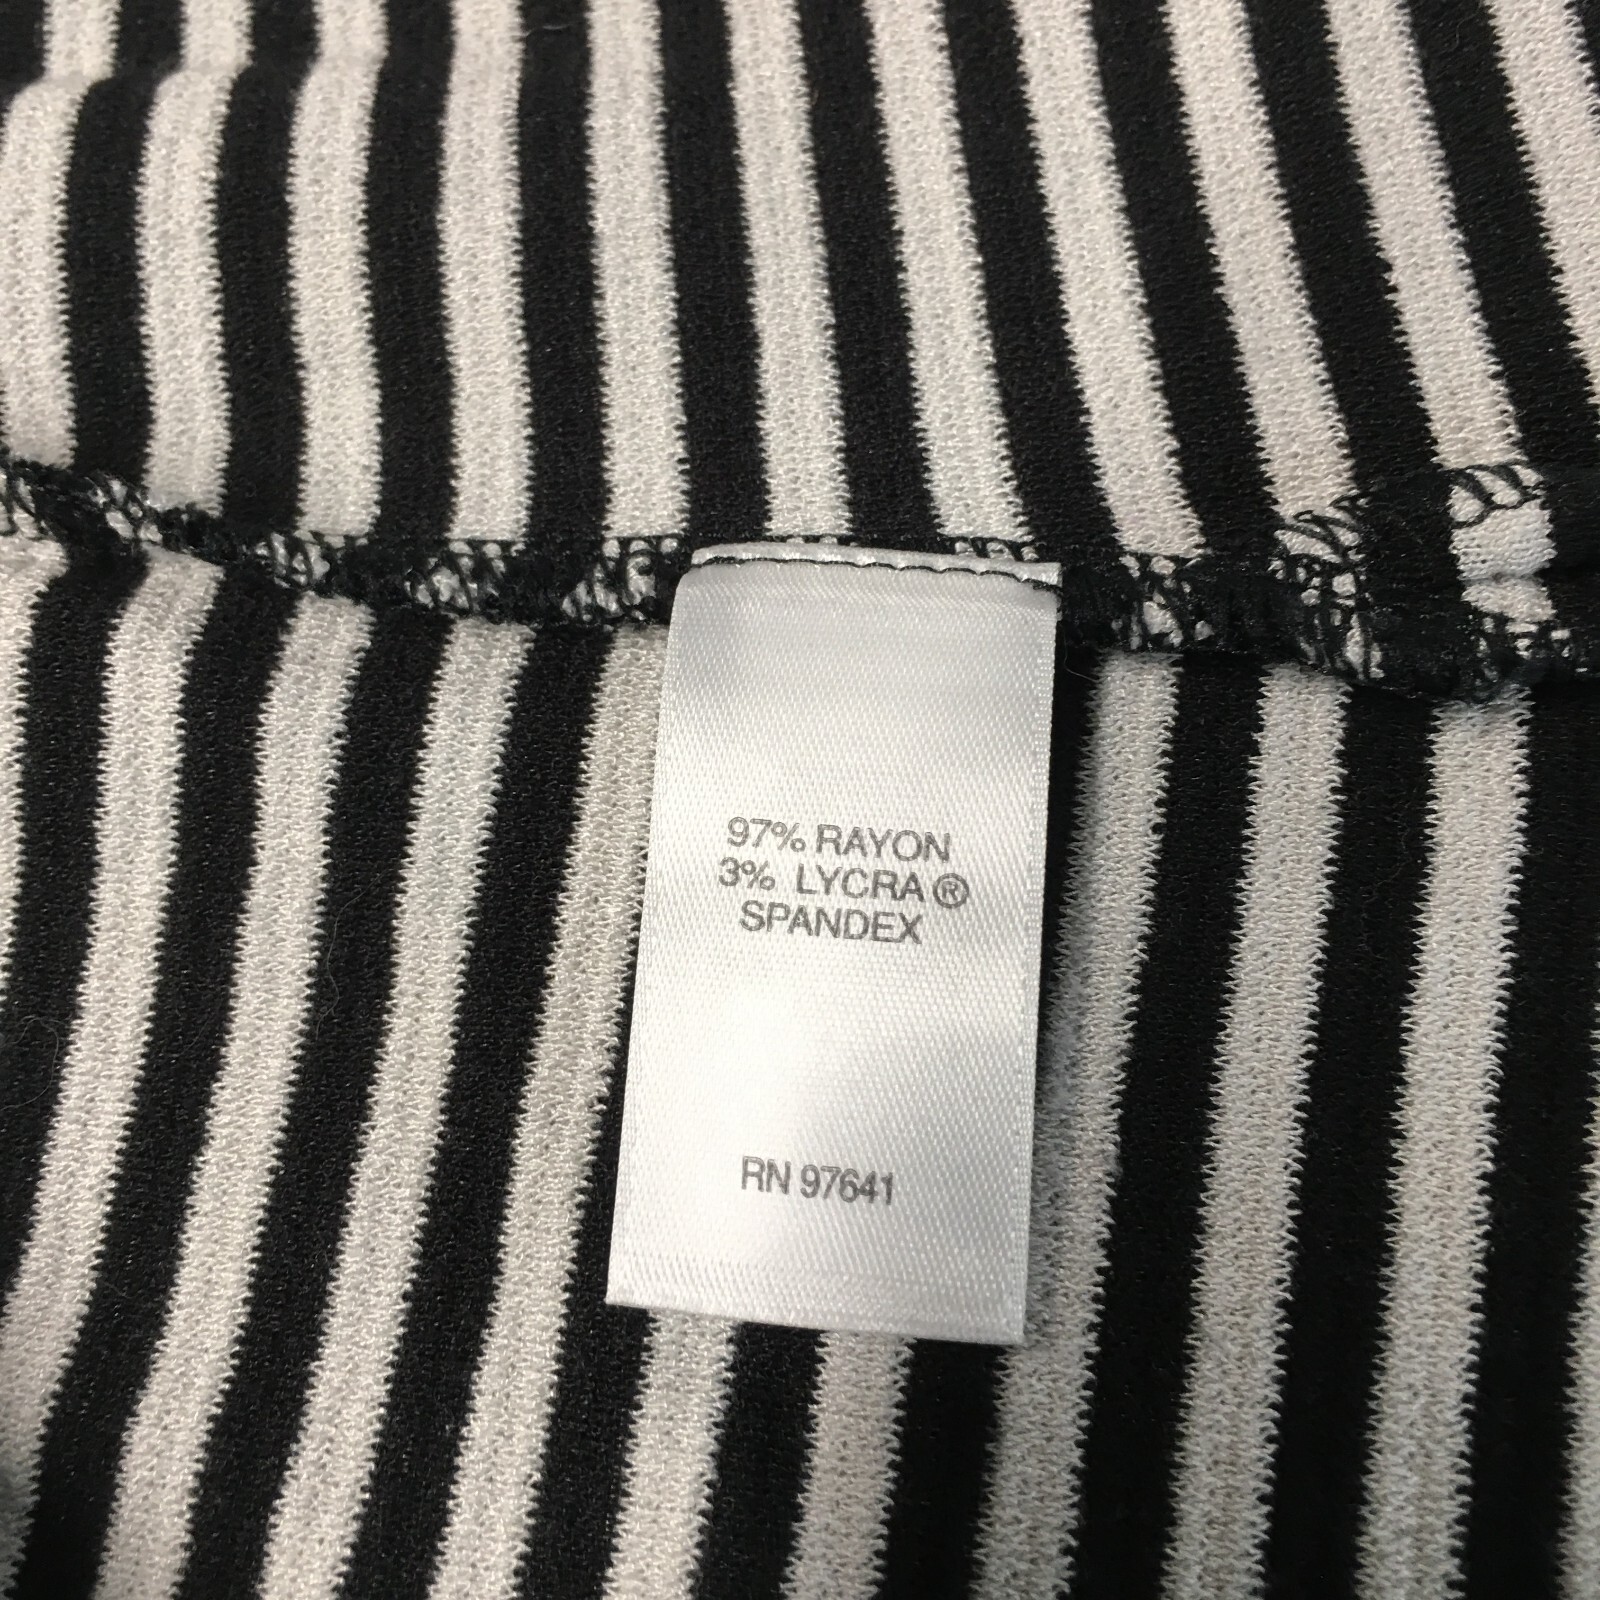 97% RAYON
3% LYCRA ®
SPANDEX
RN 97641